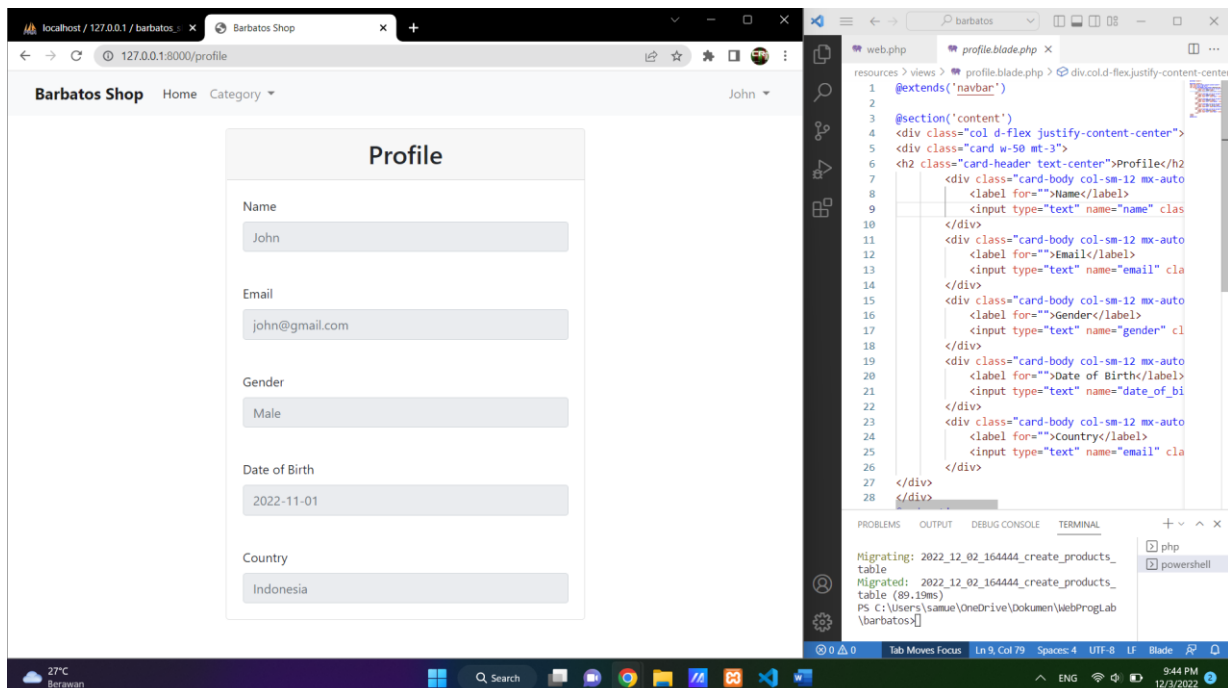 localhost / 127.0.0.1 / barbatos_s
Barbatos Shop
127.0.0.1:8000/profile
Barbatos Shop Home Category John
Profile
Name
John
Email
john@gmail.com
Gender
Male
Date of Birth
2022-11-01
Country
Indonesia
barbatos
web.php profile.blade.php
resources > views > profile.blade.php > div.col.d-flex.justify-content-center
1 @extends('navbar')
2
3 @section('content')
4 <div class="col d-flex justify-content-center">
5 <div class="card w-50 mt-3">
6 <h2 class="card-header text-center">Profile</h2
7 <div class="card-body col-sm-12 mx-auto
8 <label for="">Name</label>
9 <input type="text" name="name" clas
10 </div>
11 <div class="card-body col-sm-12 mx-auto
12 <label for="">Email</label>
13 <input type="text" name="email" cla
14 </div>
15 <div class="card-body col-sm-12 mx-auto
16 <label for="">Gender</label>
17 <input type="text" name="gender" cl
18 </div>
19 <div class="card-body col-sm-12 mx-auto
20 <label for="">Date of Birth</label>
21 <input type="text" name="date_of_bi
22 </div>
23 <div class="card-body col-sm-12 mx-auto
24 <label for="">Country</label>
25 <input type="text" name="email" cla
26 </div>
27 </div>
28 </div>
PROBLEMS OUTPUT DEBUG CONSOLE TERMINAL
Migrating: 2022_12_02_164444_create_products_
table
Migrated: 2022_12_02_164444_create_products_
table (89.19ms)
PS C:\Users\samue\OneDrive\Dokumen\WebProgLab
\barbatos>
php
powershell
0 0 Tab Moves Focus Ln 9, Col 79 Spaces: 4 UTF-8 LF Blade
27°C
Berawan
Search
ENG
9:44 PM
12/3/2022
2